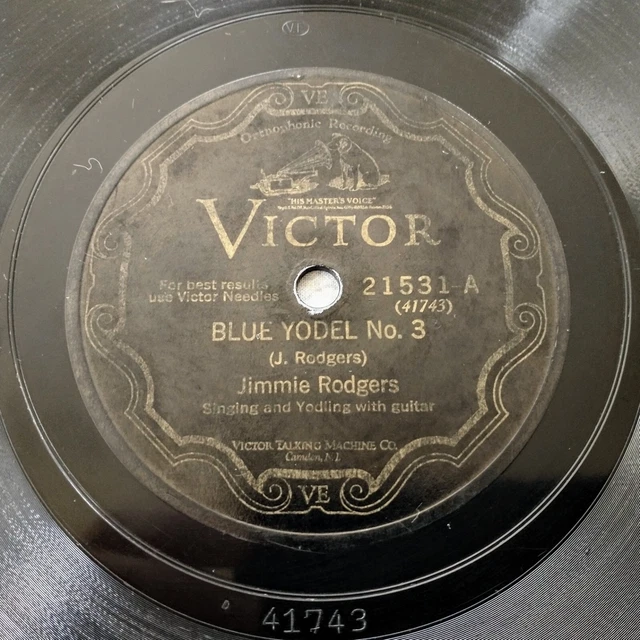 VE
VE
Orthophonic Recording
"HIS MASTER'S VOICE"
VICTOR
For best results
use Victor Needles
21531-A
(41743)
BLUE YODEL No. 3
(J. Rodgers)
Jimmie Rodgers
Singing and Yodling with guitar
VICTOR TALKING MACHINE CO.
Camden, N.J.
VE
41743